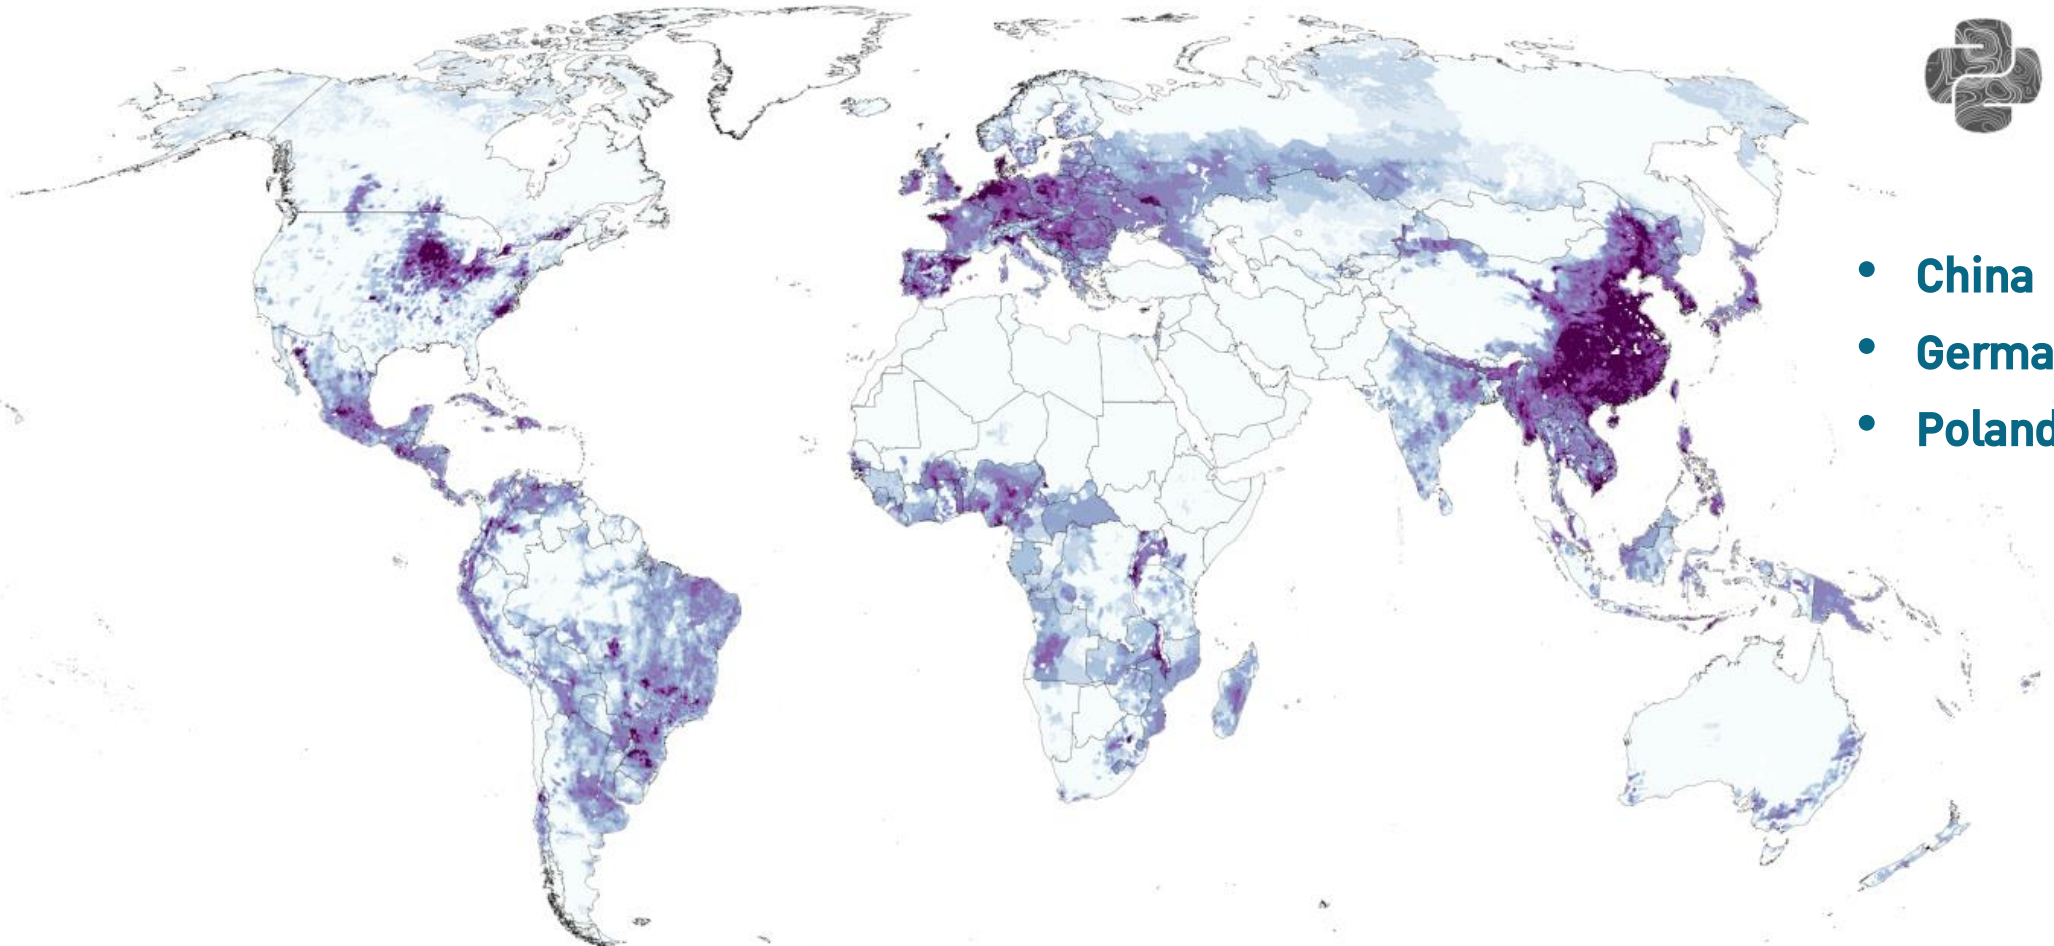 • China
• Germa
• Poland